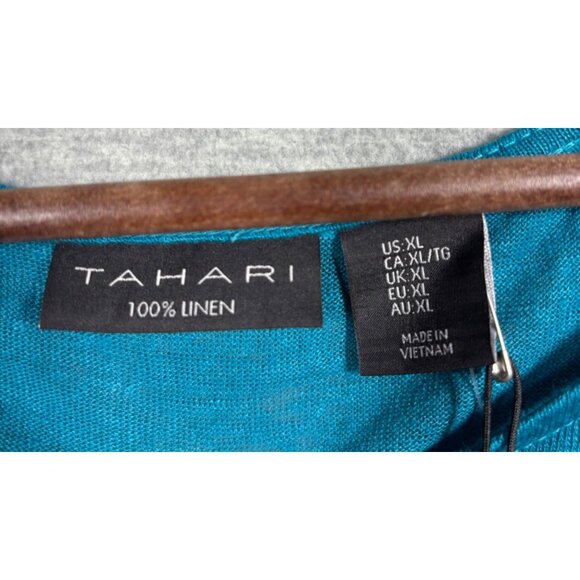 TAHARI
100% LINEN
US:XL
CA:XL/TG
UK:XL
EU:XL
AU:XL
MADE IN
VIETNAM